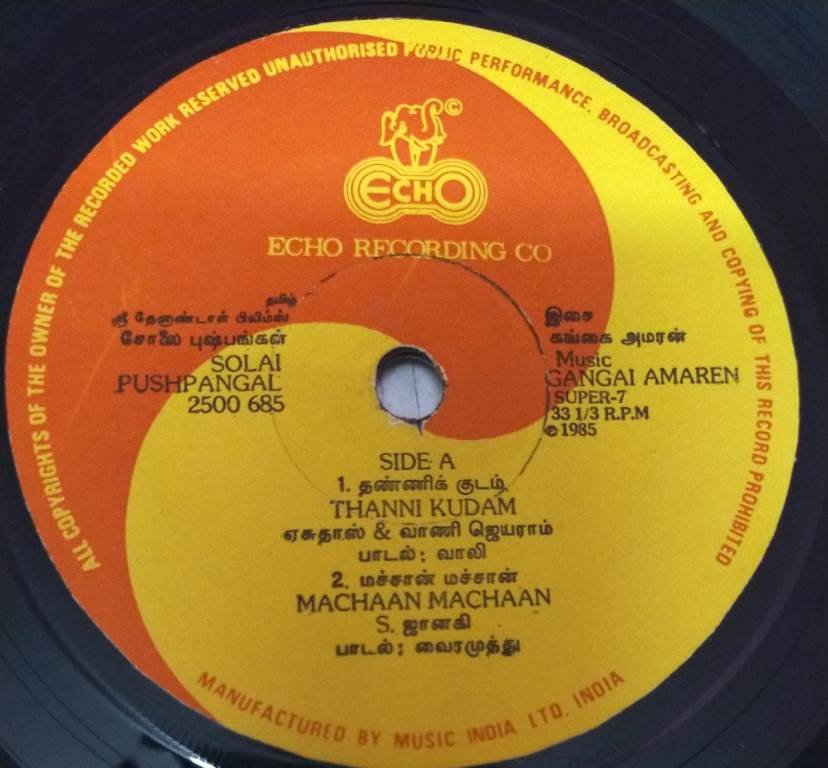 ALL COPYRIGHTS OF THE OWNER OF THE RECORDED WORK RESERVED UNAUTHORISED PUBLIC PERFORMANCE, BROADCASTING AND COPYING OF THIS RECORD PROHIBITED
©
ECHO
ECHO RECORDING CO
தமிழ்
ஸ்ரீ தேனாண்டாள் பிலிம்ஸ்
சோலை புஷ்பங்கள்
SOLAI
PUSHPANGAL
2500 685
இசை
கங்கை அமரன்
Music
GANGAI AMAREN
SUPER-7
33 1/3 R.P.M
©1985
SIDE A
1. தண்ணிக் குடம்
THANNI KUDAM
ஏசுதாஸ் & வாணி ஜெயராம்
பாடல் : வாலி
2. மச்சான் மச்சான்
MACHAAN MACHAAN
S. ஜானகி
பாடல் : வைரமுத்து
MANUFACTURED BY MUSIC INDIA LTD. INDIA